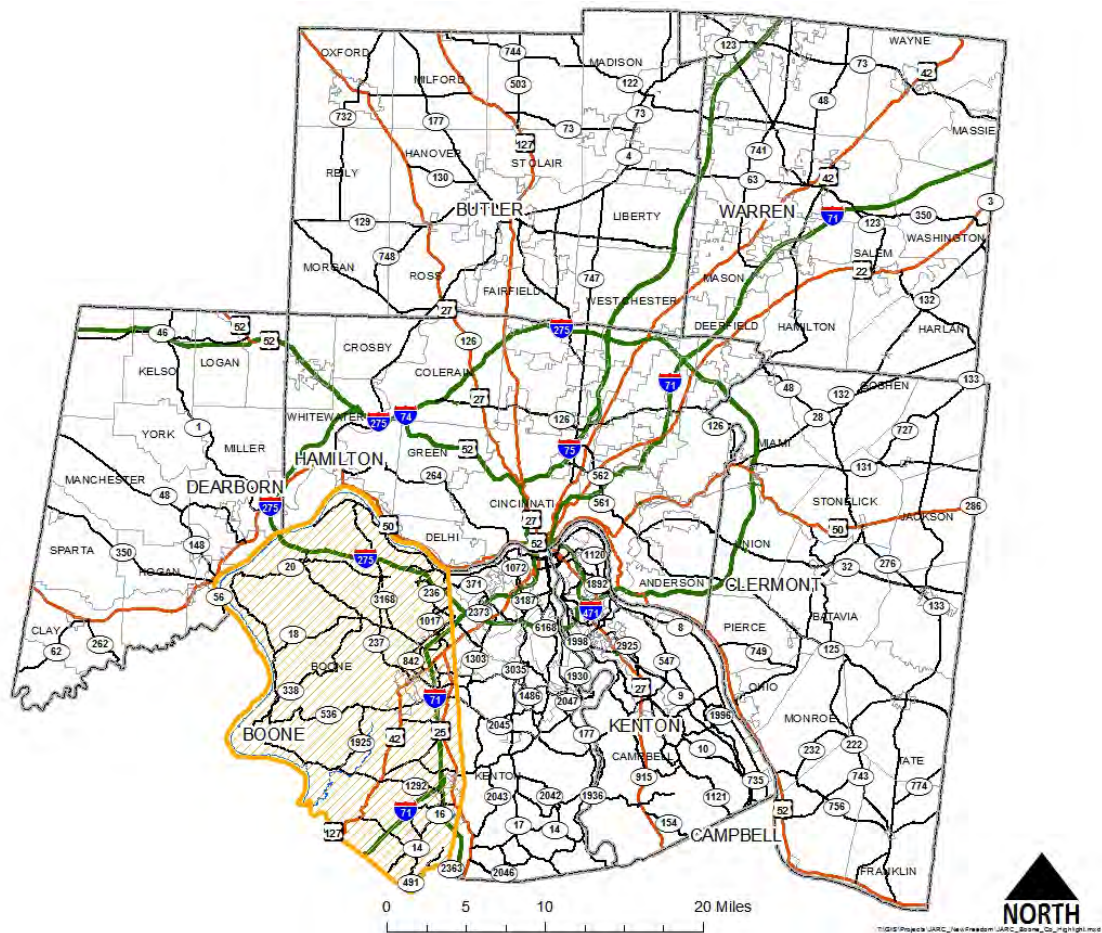 WAYNE
123
744
MADISON
73
OXFORD
42
MILFORD
503
122
48
732
177
73
73
MASSIE
127
741
HANOVER
ST CLAIR
4
42
REILY
130
63
3
BUTLER
LIBERTY
WARREN
71
350
129
123
WASHINGTON
748
SALEM
MORGAN
ROSS
747
MASON
22
FAIRFIELD
WEST CHESTER
132
27
DEERFIELD
HAMILTON
HARLAN
46
52
275
52
126
CROSBY
LOGAN
KELSO
COLERAIN
71
133
48
132
GOSHEN
27
WHITEWATER
275
74
28
1
126
126
727
YORK
MILLER
GREEN
52
75
MIAMI
HAMILTON
131
264
562
MANCHESTER
DEARBORN
48
CINCINNATI
561
STONELICK
275
27
50
50
286
JACKSON
148
DELHI
52
UNION
SPARTA
350
HOGAN
275
1120
20
1072
32
276
371
1892
ANDERSON
CLERMONT
56
3168
236
3187
2373
471
133
BATAVIA
CLAY
1017
6168
8
PIERCE
18
237
1998
2925
62
262
842
1303
547
749
125
BOONE
3035
1930
338
71
1486
27
9
OHIO
2047
536
1996
MONROE
BOONE
42
25
2045
KENTON
1925
177
10
232
222
CAMPBELL
TATE
KENTON
915
735
743
774
1292
2043
2042
1936
1121
71
16
52
756
127
17
14
154
CAMPBELL
14
2363
2046
FRANKLIN
491
0 5 10 20 Miles
NORTH